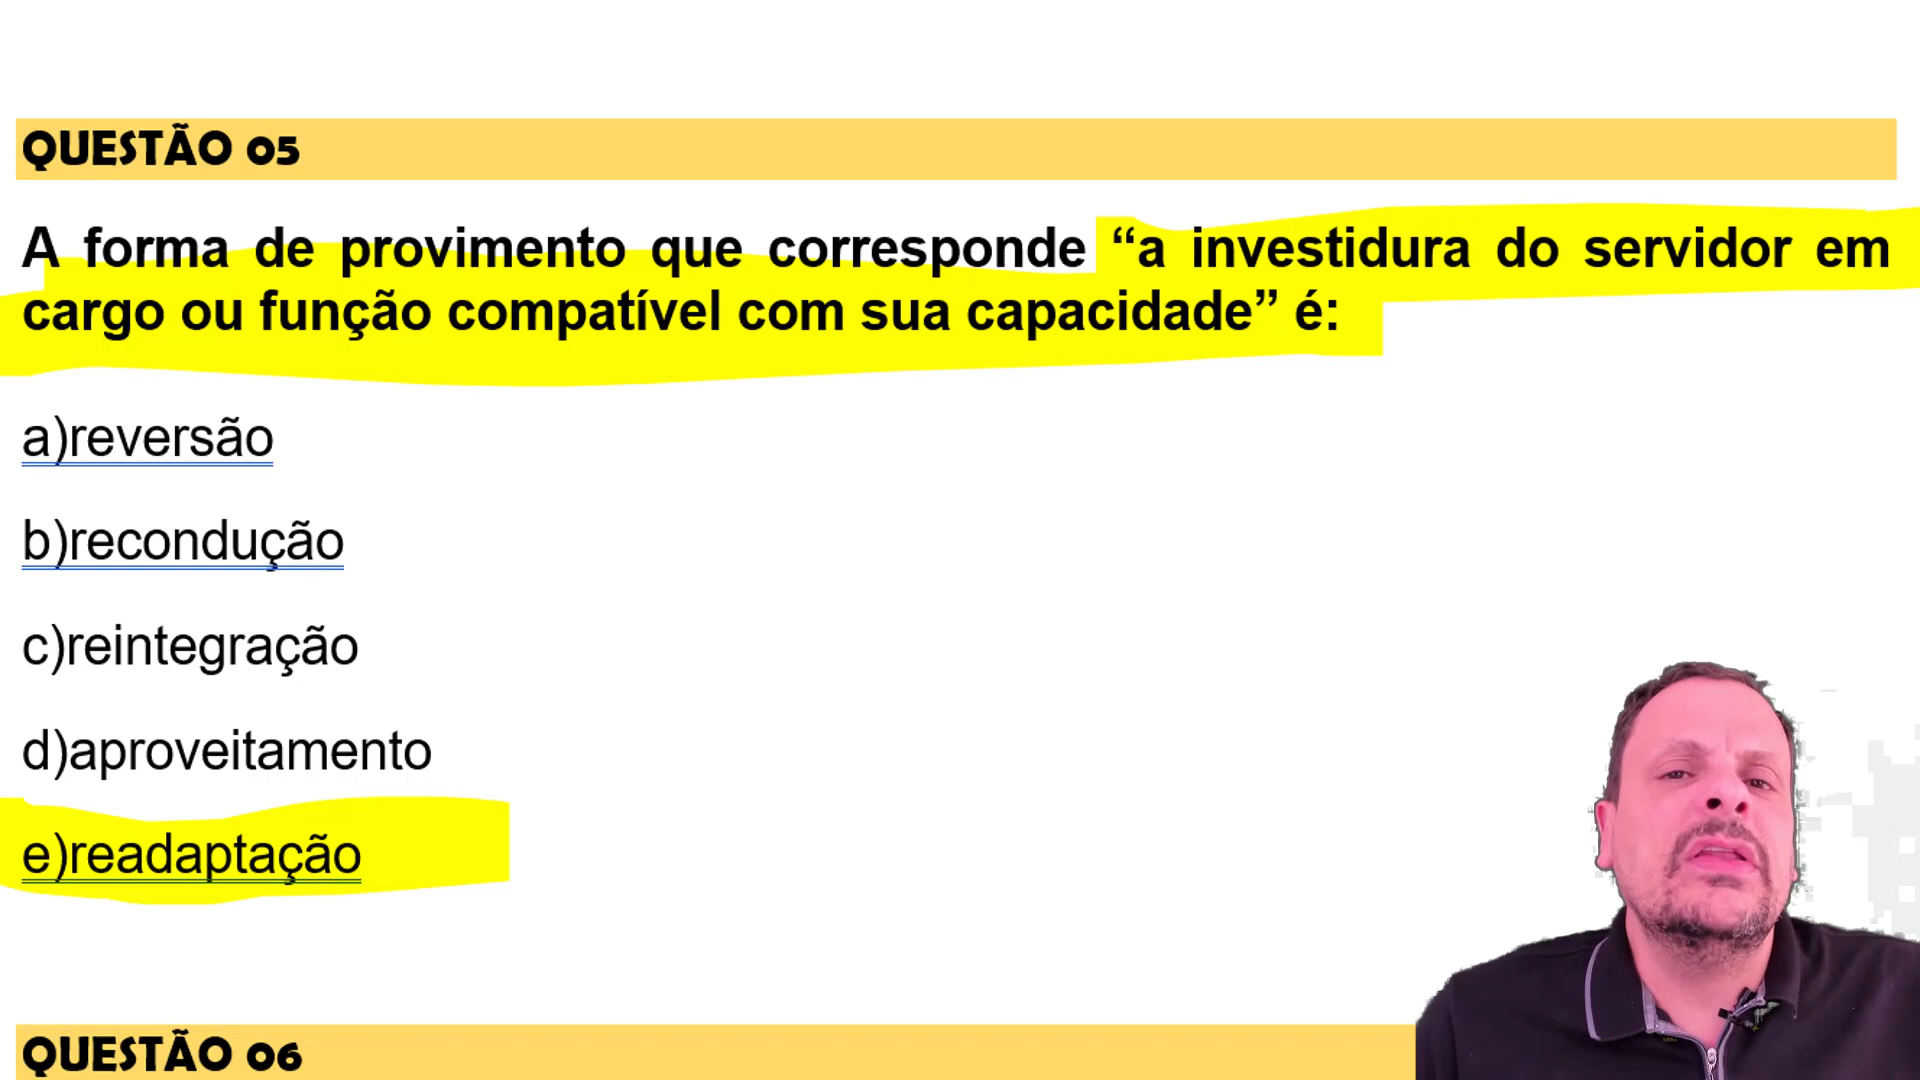 QUESTÃO 05
A forma de provimento que corresponde “a investidura do servidor em
cargo ou função compatível com sua capacidade” é:
a)reversão
b)recondução
c)reintegração
d)aproveitamento
e)readaptação
QUESTÃO 06